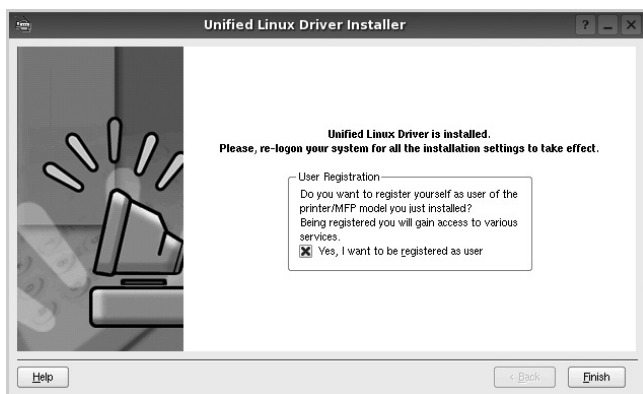 Unified Linux Driver Installer
Unified Linux Driver is installed.
Please, re-logon your system for all the installation settings to take effect.
User Registration
Do you want to register yourself as user of the
printer/MFP model you just installed?
Being registered you will gain access to various
services.
Yes, I want to be registered as user
Help
< Back
Finish